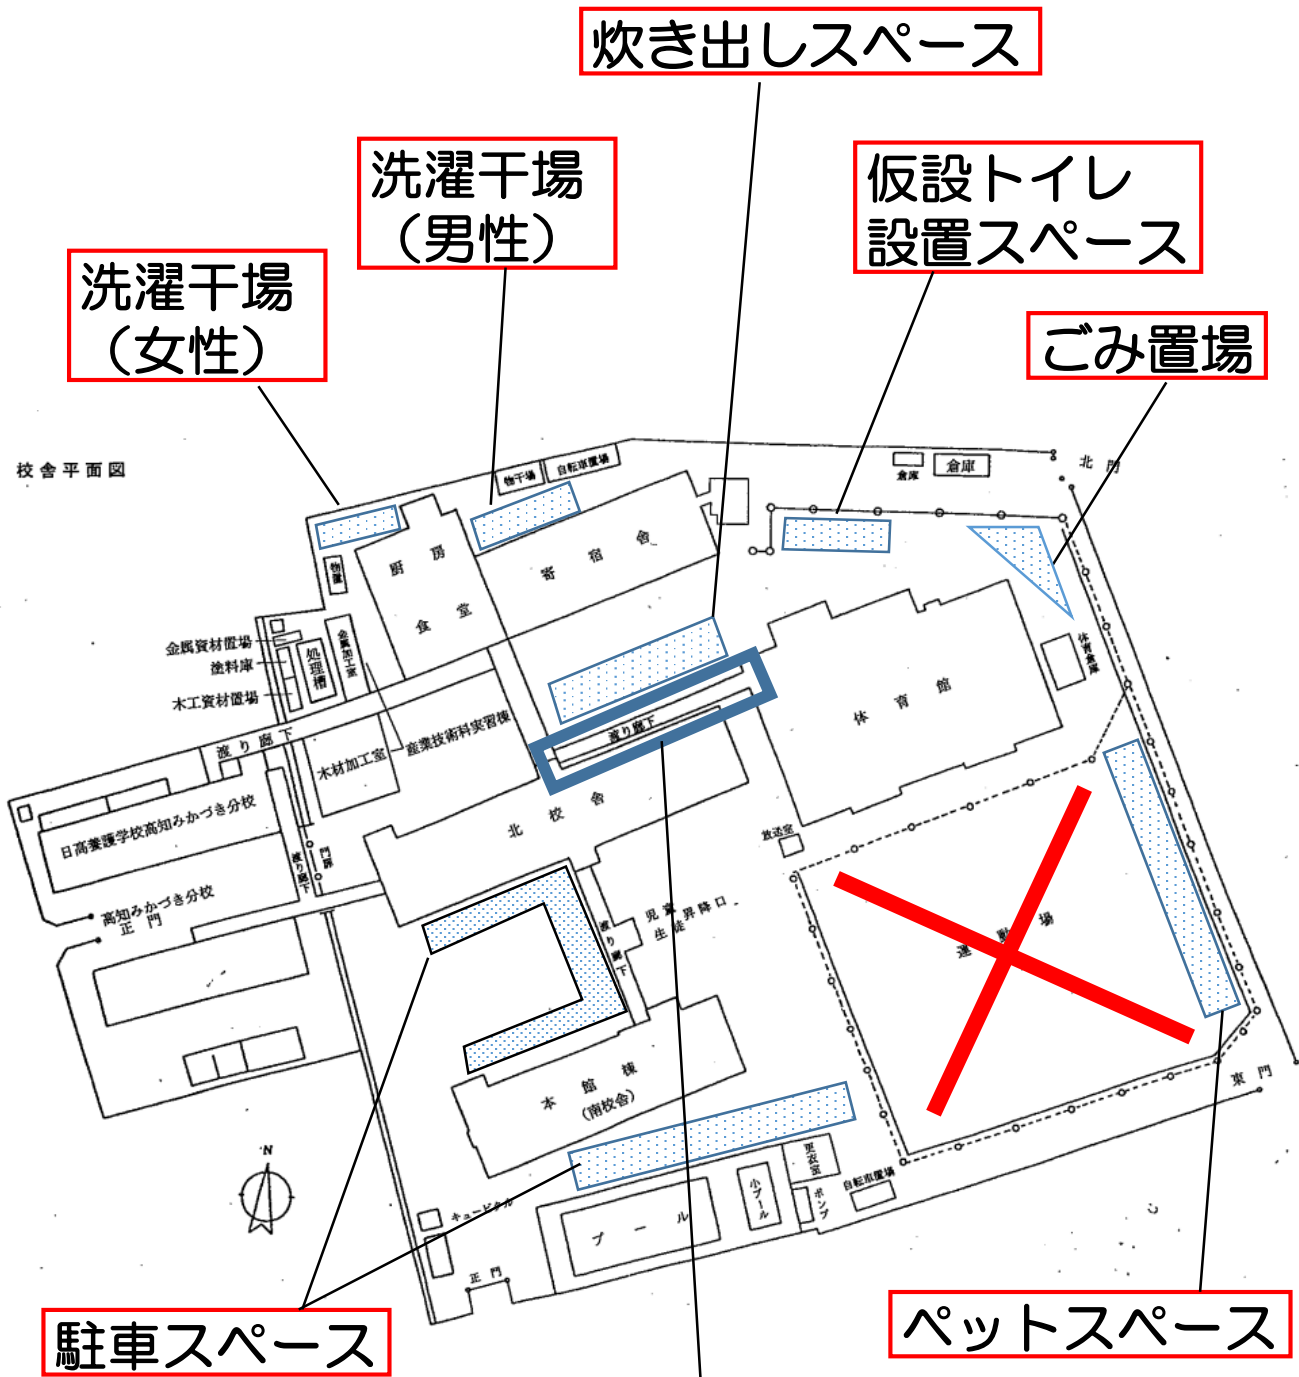 炊き出しスペース
洗濯干場
（男性）
仮設トイレ
設置スペース
洗濯干場
（女性）
ごみ置場
校舎平面図
物干場
自転車置場
倉庫
倉庫
北門
厨房
食堂
寄宿舎
物置
金属資材置場
塗料庫
木工資材置場
処理槽
金属加工室
体育倉庫
体育館
渡り廊下
渡り廊下
木材加工室
産業技術科実習棟
北校舎
日高養護学校高知みかづき分校
渡り廊下
門扉
高知みかづき分校
正門
放送室
児童
生徒昇降口
渡り廊下
運動場
本館棟
（南校舎）
東門
更衣室
小プール
ポンプ
自転車置場
キュービクル
プール
正門
駐車スペース
ペットスペース
N